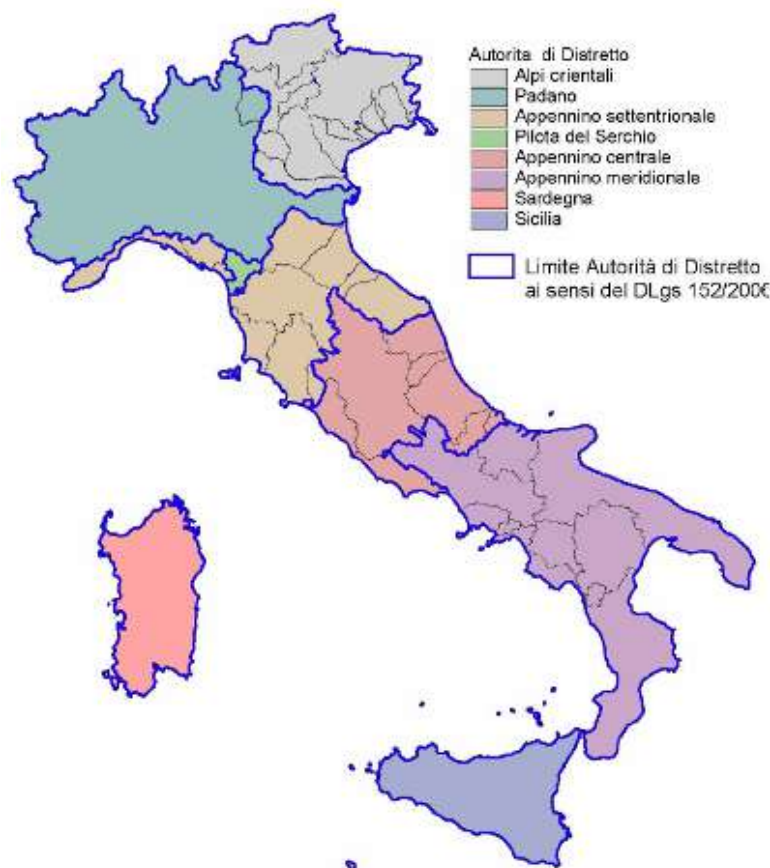 Autorita di Distretto
Alpi orientali
Padano
Appennino settentrionale
Pilota del Serchio
Appennino centrale
Appennino meridionale
Sardegna
Sicilia
Limite Autorità di Distretto
ai sensi del DLgs 152/200